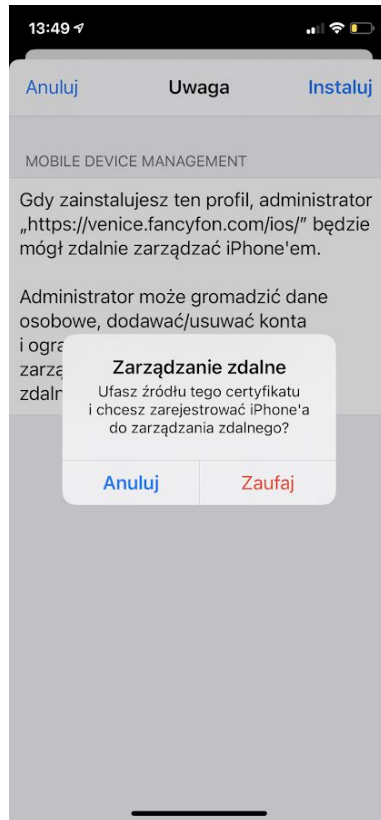 13:49
Anuluj Uwaga Instaluj
MOBILE DEVICE MANAGEMENT
Gdy zainstalujesz ten profil, administrator
„https://venice.fancyfon.com/ios/” będzie
mógł zdalnie zarządzać iPhone'em.
Administrator może gromadzić dane
osobowe, dodawać/usuwać konta
i ogra
zarzą
zdaln
Zarządzanie zdalne
Ufasz źródłu tego certyfikatu
i chcesz zarejestrować iPhone'a
do zarządzania zdalnego?
Anuluj Zaufaj